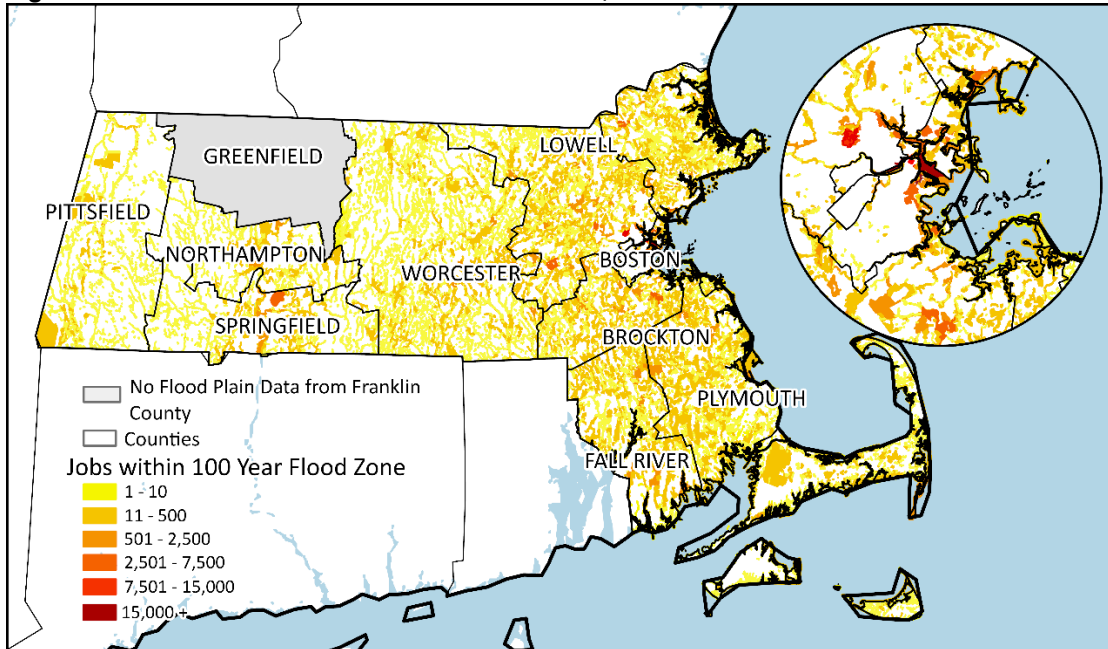 LOWELL
GREENFIELD
PITTSFIELD
NORTHAMPTON
WORCESTER
BOSTON
SPRINGFIELD
BROCKTON
PLYMOUTH
FALL RIVER
No Flood Plain Data from Franklin
County
Counties
Jobs within 100 Year Flood Zone
1 - 10
11 - 500
501 - 2,500
2,501 - 7,500
7,501 - 15,000
15,000 +